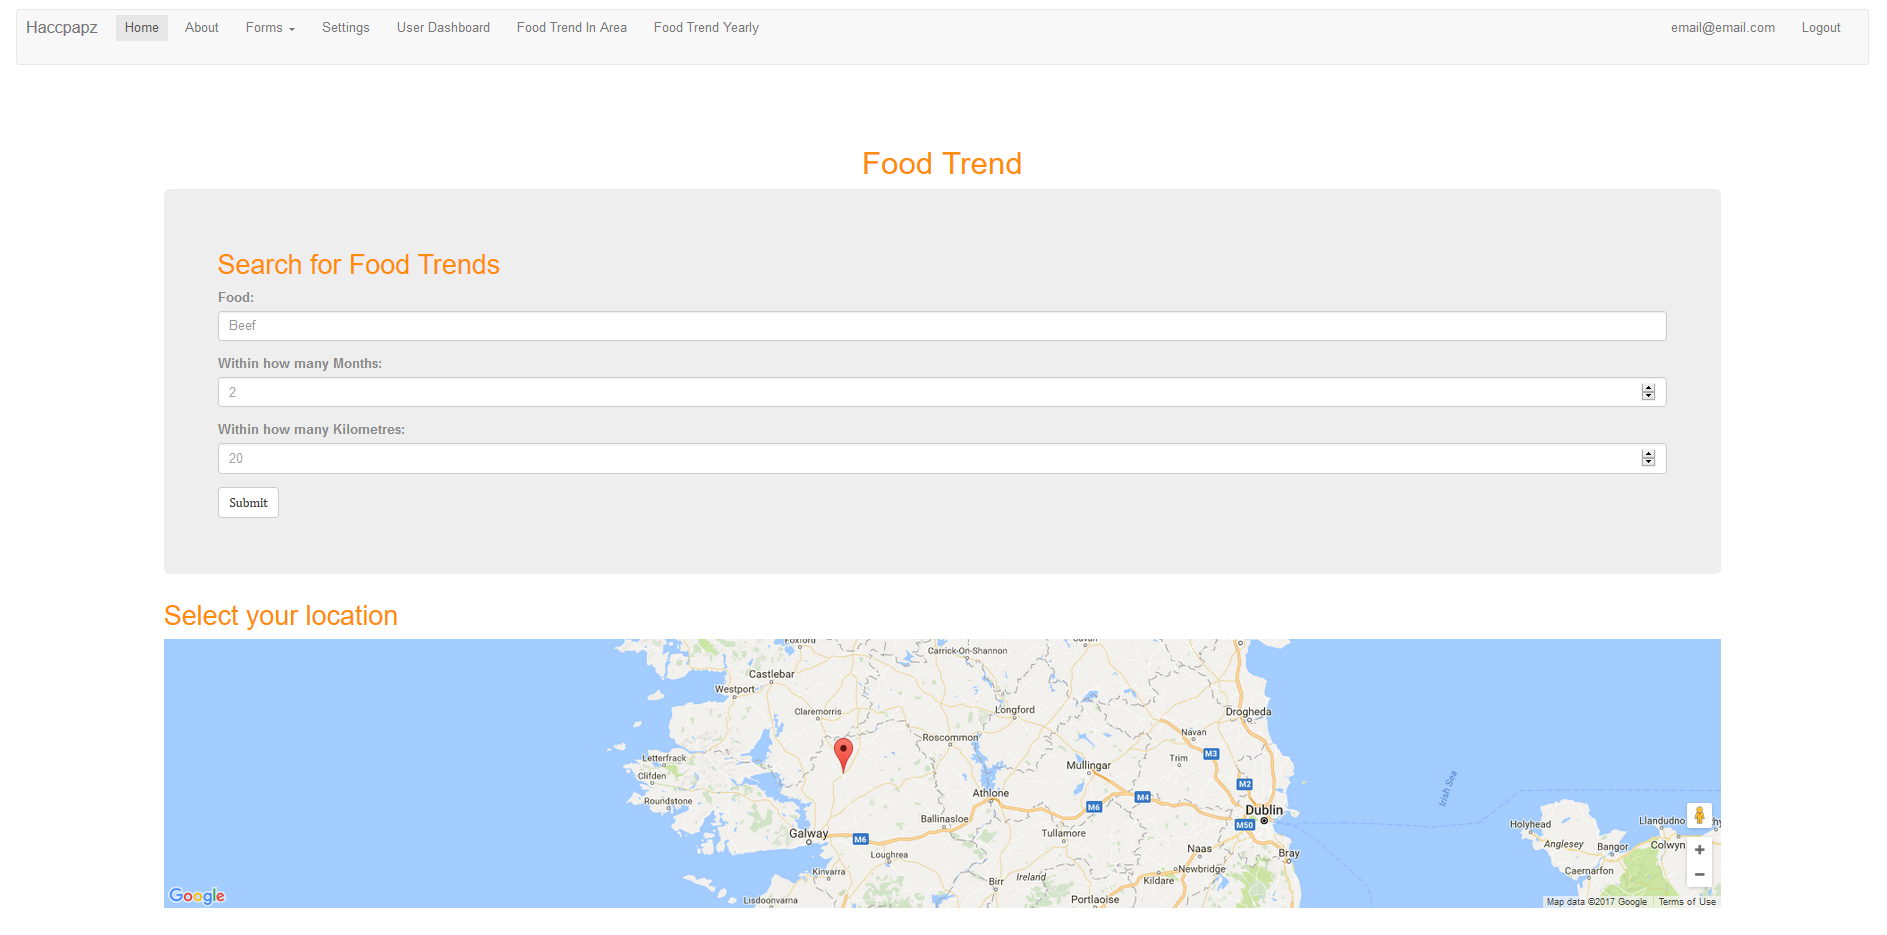 Haccpapz Home About Forms Settings User Dashboard Food Trend In Area Food Trend Yearly email@email.com Logout
Food Trend
Search for Food Trends
Food:
Beef
Within how many Months:
2
Within how many Kilometres:
20
Submit
Select your location
Foxford
Carrick-On-Shannon
Castlebar
Westport
Claremorris
Longford
Drogheda
Roscommon
Navan
M3
Letterfrack
Trim
Mullingar
Clifden
M2
Athlone
M4
Roundstone
M6
Dublin
Irish Sea
Ballinasloe
M50
Holyhead
Llandudno
Galway
M6
Tullamore
Anglesey
Bangor
Colwyn
Loughrea
Naas
Bray
Kinvarra
Newbridge
Caernarfon
Birr
Ireland
Kildare
Lisdoonvarna
Portlaoise
Google
Map data ©2017 Google Terms of Use